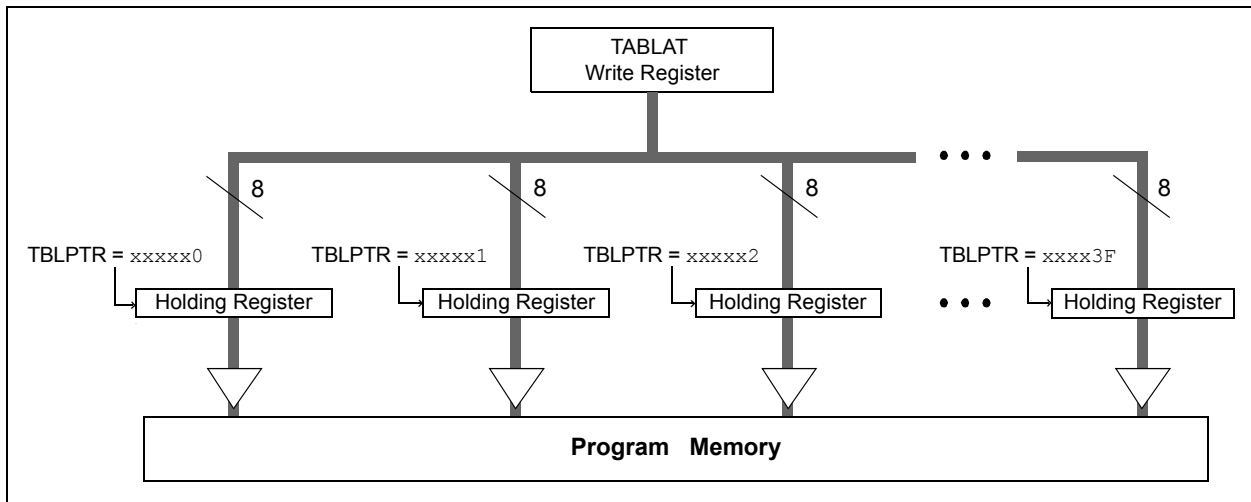 TABLAT
Write Register
8 8 8 8
TBLPTR = xxxxx0 TBLPTR = xxxxx1 TBLPTR = xxxxx2 TBLPTR = xxxx3F
Holding Register Holding Register Holding Register Holding Register
Program Memory